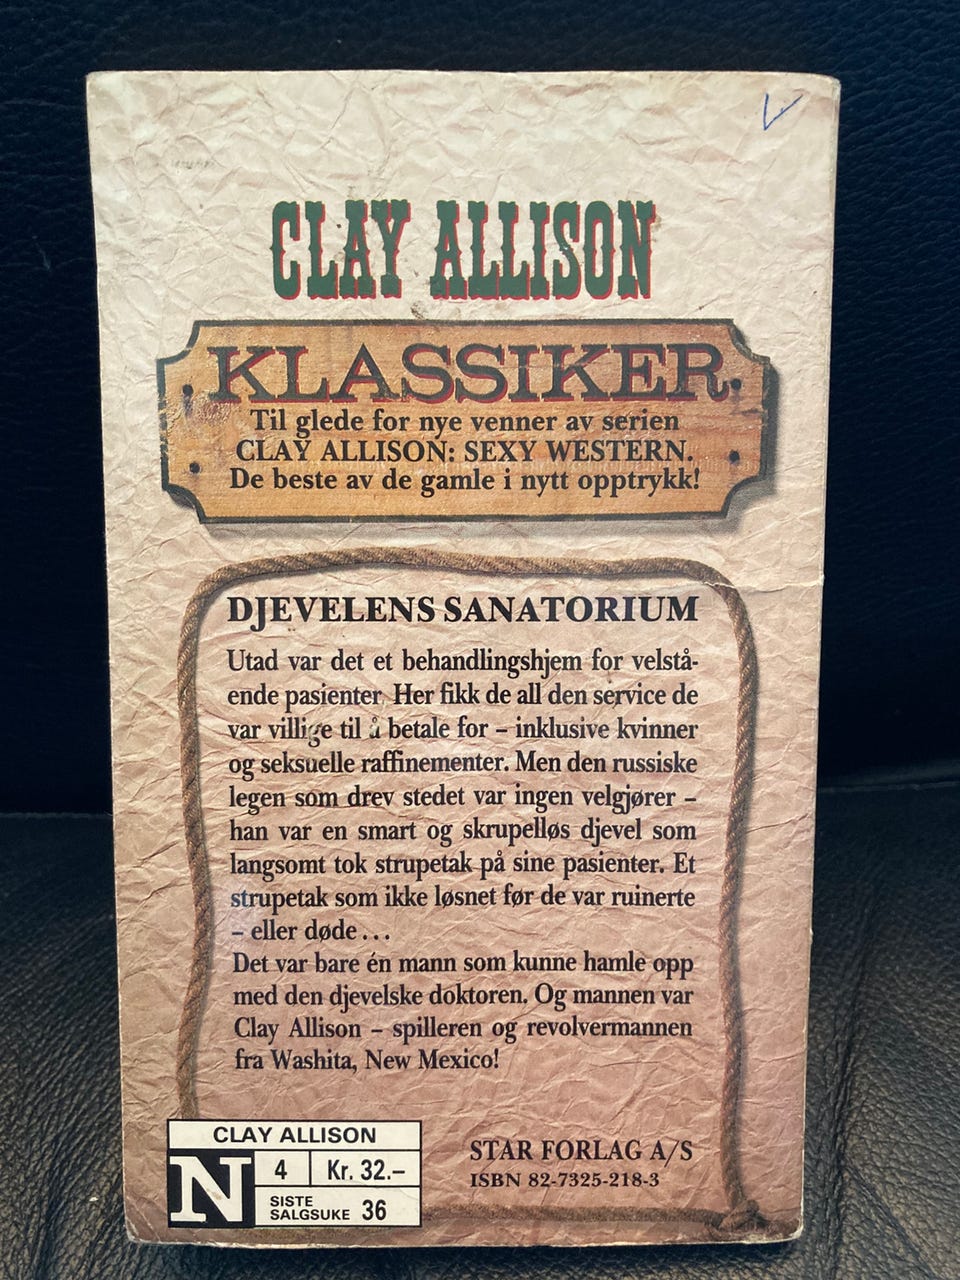 CLAY ALLISON
KLASSIKER
Til glede for nye venner av serien
CLAY ALLISON: SEXY WESTERN.
De beste av de gamle i nytt opptrykk!
DJEVELENS SANATORIUM
Utad var det et behandlingshjem for velstå-
ende pasienter. Her fikk de all den service de
var villige til å betale for – inklusive kvinner
og seksuelle raffinementer. Men den russiske
legen som drev stedet var ingen velgjører –
han var en smart og skrupelløs djevel som
langsomt tok strupetak på sine pasienter. Et
strupetak som ikke løsnet før de var ruinerte
– eller døde ...
Det var bare én mann som kunne hamle opp
med den djevelske doktoren. Og mannen var
Clay Allison – spilleren og revolvermannen
fra Washita, New Mexico!
CLAY ALLISON
N 4 Kr. 32.–
SISTE
SALGSUKE 36
STAR FORLAG A/S
ISBN 82-7325-218-3